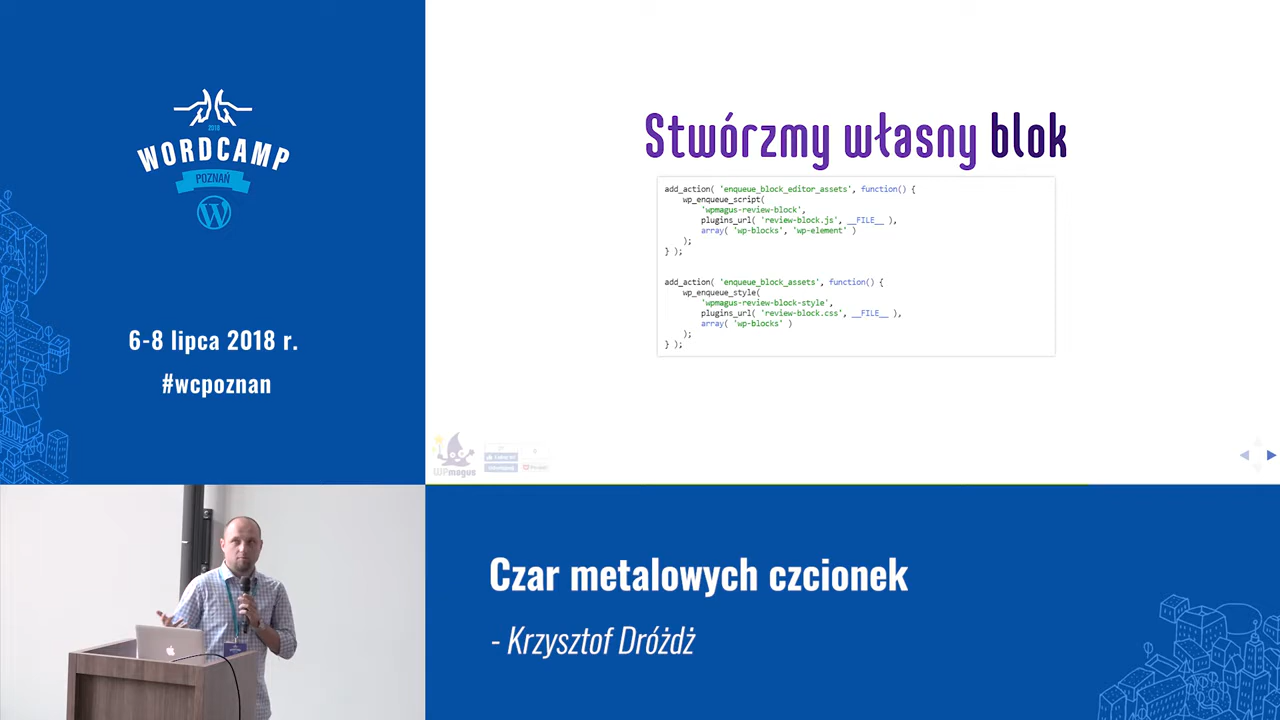 2018
WORDCAMP
POZNAŃ
6-8 lipca 2018 r.
#wcpoznan
Stwórzmy własny blok
add_action( 'enqueue_block_editor_assets', function() {
wp_enqueue_script(
'wpmagus-review-block',
plugins_url( 'review-block.js', __FILE__ ),
array( 'wp-blocks', 'wp-element' )
);
} );
add_action( 'enqueue_block_assets', function() {
wp_enqueue_style(
'wpmagus-review-block-style',
plugins_url( 'review-block.css', __FILE__ ),
array( 'wp-blocks' )
);
} );
WPmagus
Czar metalowych czcionek
- Krzysztof Dróżdż